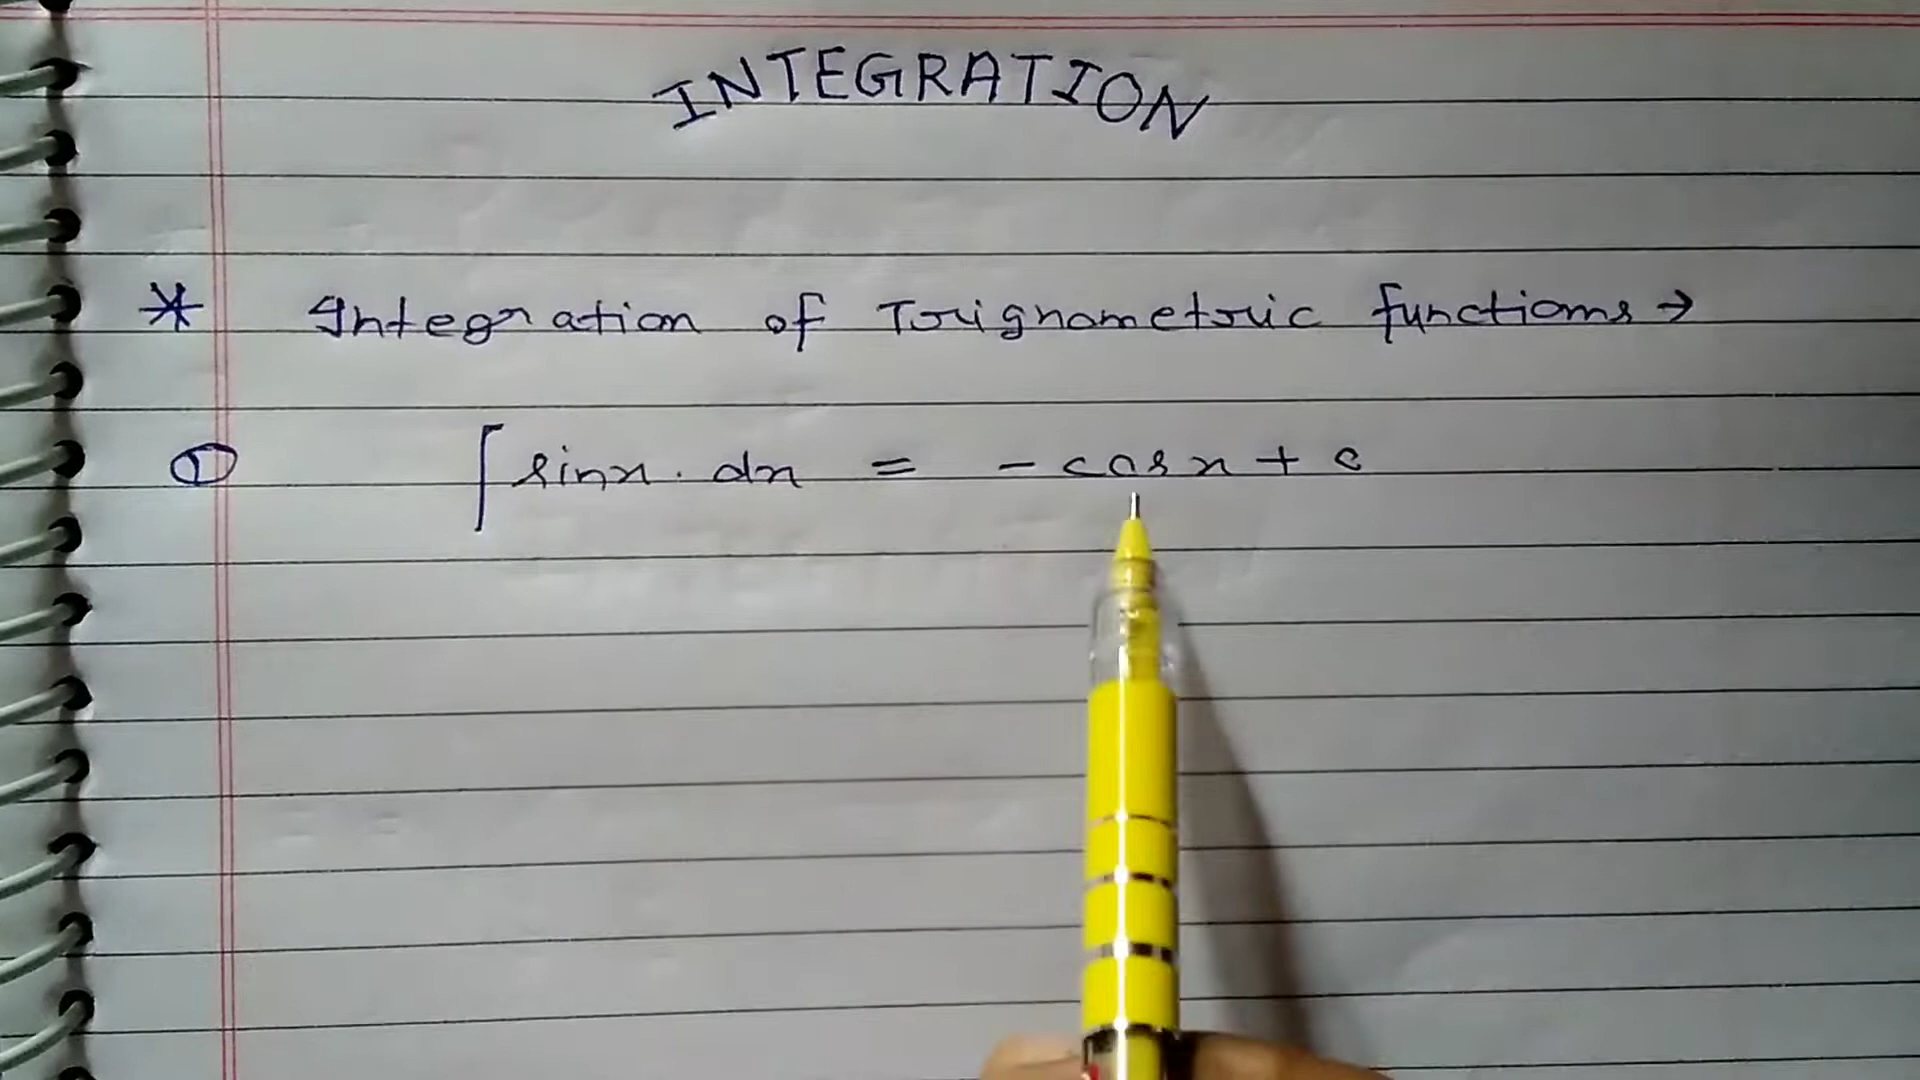 INTEGRATION
* Integration of Trignometric functions →
① ∫ sinx . dx = - cosx + c